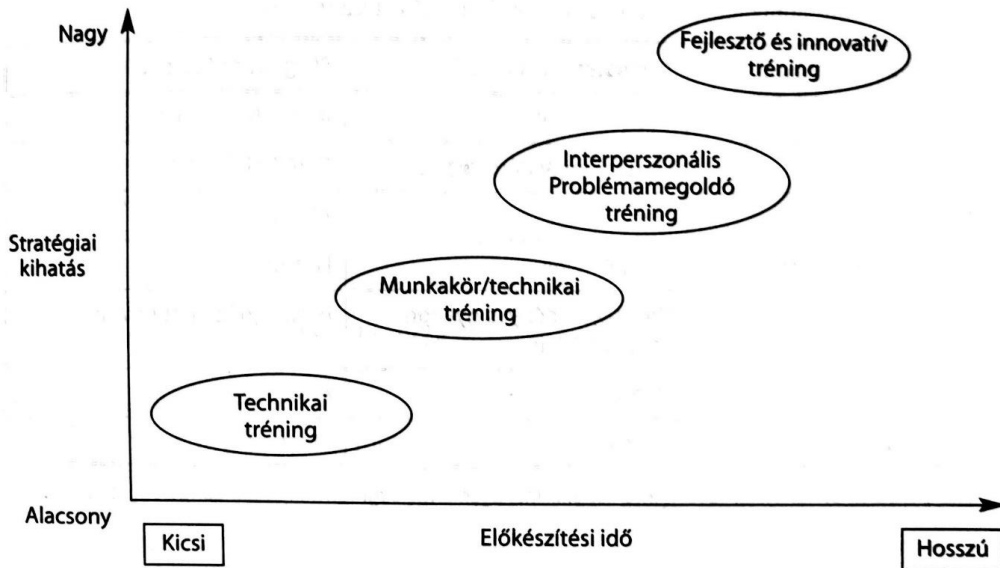 Nagy
Fejlesztő és innovatív
tréning
Interperszonális
Problémamegoldó
tréning
Stratégiai
kihatás
Munkakör/technikai
tréning
Technikai
tréning
Alacsony
Kicsi
Előkészítési idő
Hosszú